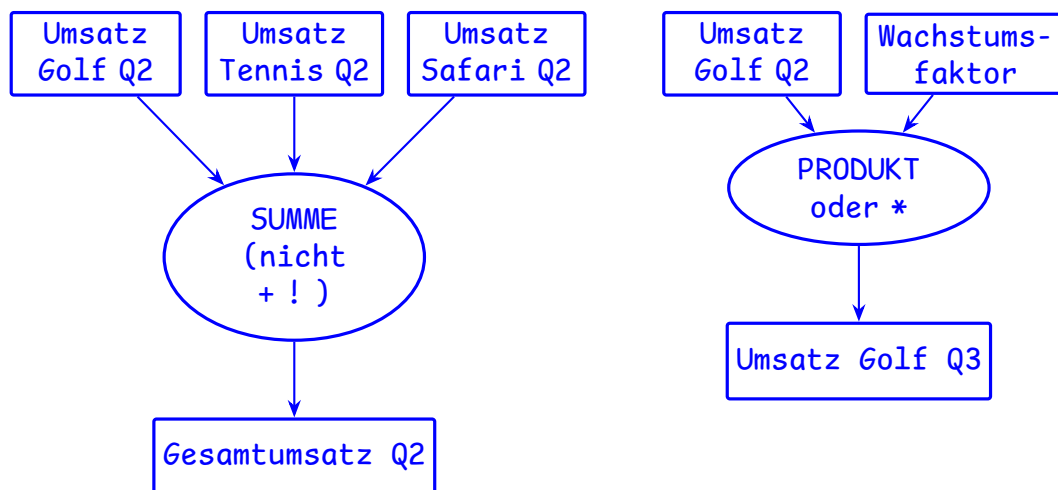 Umsatz
Golf Q2
Umsatz
Tennis Q2
Umsatz
Safari Q2
SUMME
(nicht
+ ! )
Gesamtumsatz Q2
Umsatz
Golf Q2
Wachstums-
faktor
PRODUKT
oder *
Umsatz Golf Q3